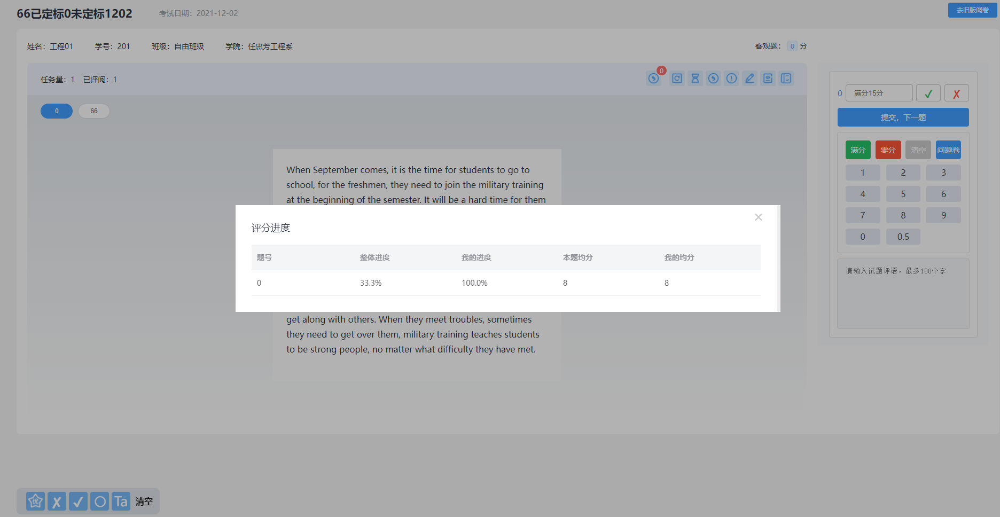 66已定标0未定标1202 考试日期：2021-12-02 去旧版阅卷
姓名：工程01 学号：201 班级：自由班级 学院：任忠芳工程系 客观题： 0 分
任务量：1 已评阅：1 0
0 66
When September comes, it is the time for students to go to
school, for the freshmen, they need to join the military training
at the beginning of the semester. It will be a hard time for them
评分进度
题号 整体进度 我的进度 本题均分 我的均分
0 33.3% 100.0% 8 8
get along with others. When they meet troubles, sometimes
they need to get over them, military training teaches students
to be strong people, no matter what difficulty they have met.
0 满分15分
提交，下一题
满分 零分 清空 问题卷
1 2 3
4 5 6
7 8 9
0 0.5
请输入试题评语，最多100个字
优 Ta 清空